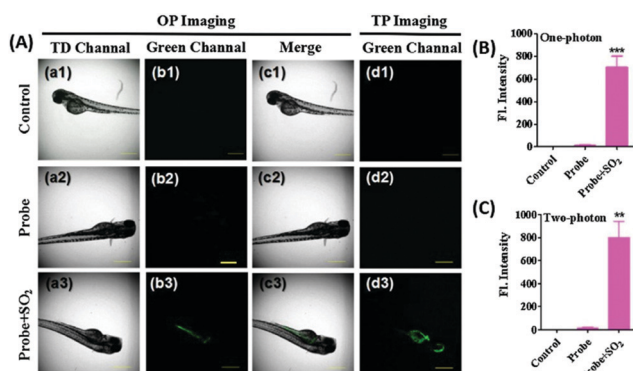 OP Imaging
TP Imaging
(A)
TD Channal
Green Channal
Merge
Green Channal
Control
(a1)
(b1)
(c1)
(d1)
Probe
(a2)
(b2)
(c2)
(d2)
Probe+SO₂
(a3)
(b3)
(c3)
(d3)
(B)
One-photon
***
Fl. Intensity
1000
800
600
400
200
0
Control
Probe
Probe+SO₂
(C)
Two-photon
**
Fl. Intensity
1000
800
600
400
200
0
Control
Probe
Probe+SO₂